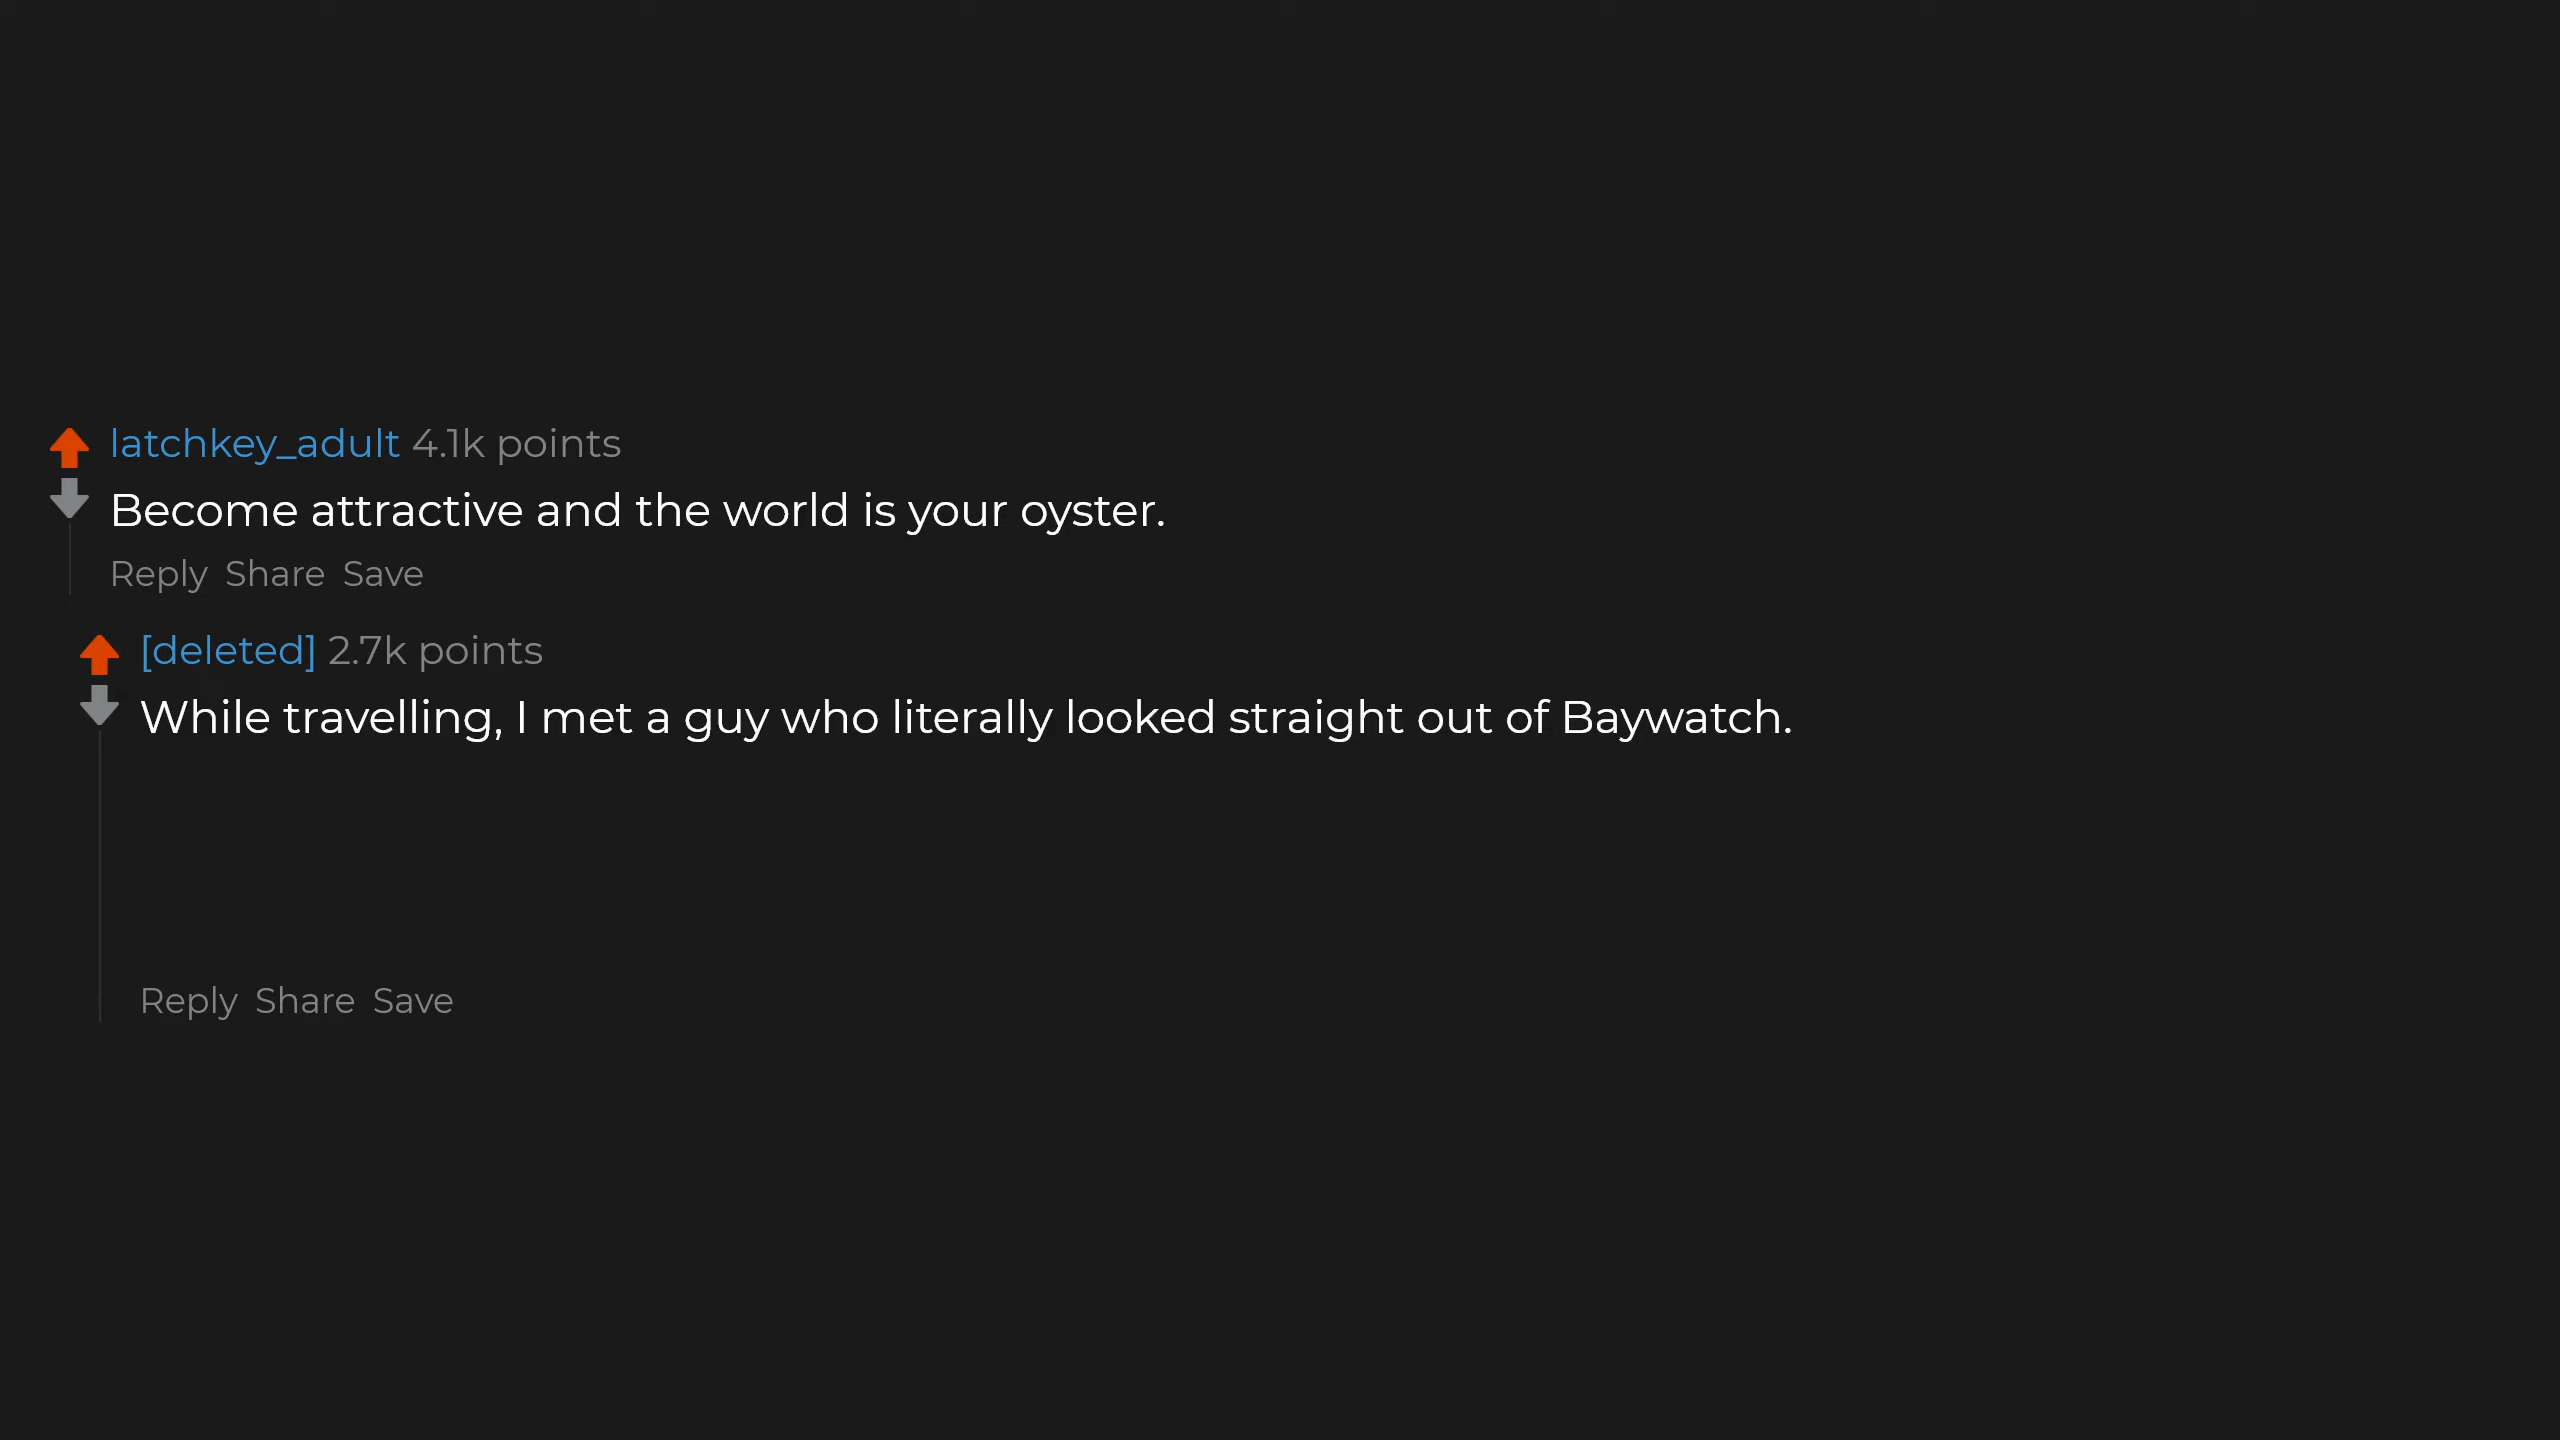 latchkey_adult 4.1k points
Become attractive and the world is your oyster.
Reply Share Save
[deleted] 2.7k points
While travelling, I met a guy who literally looked straight out of Baywatch.
Reply Share Save